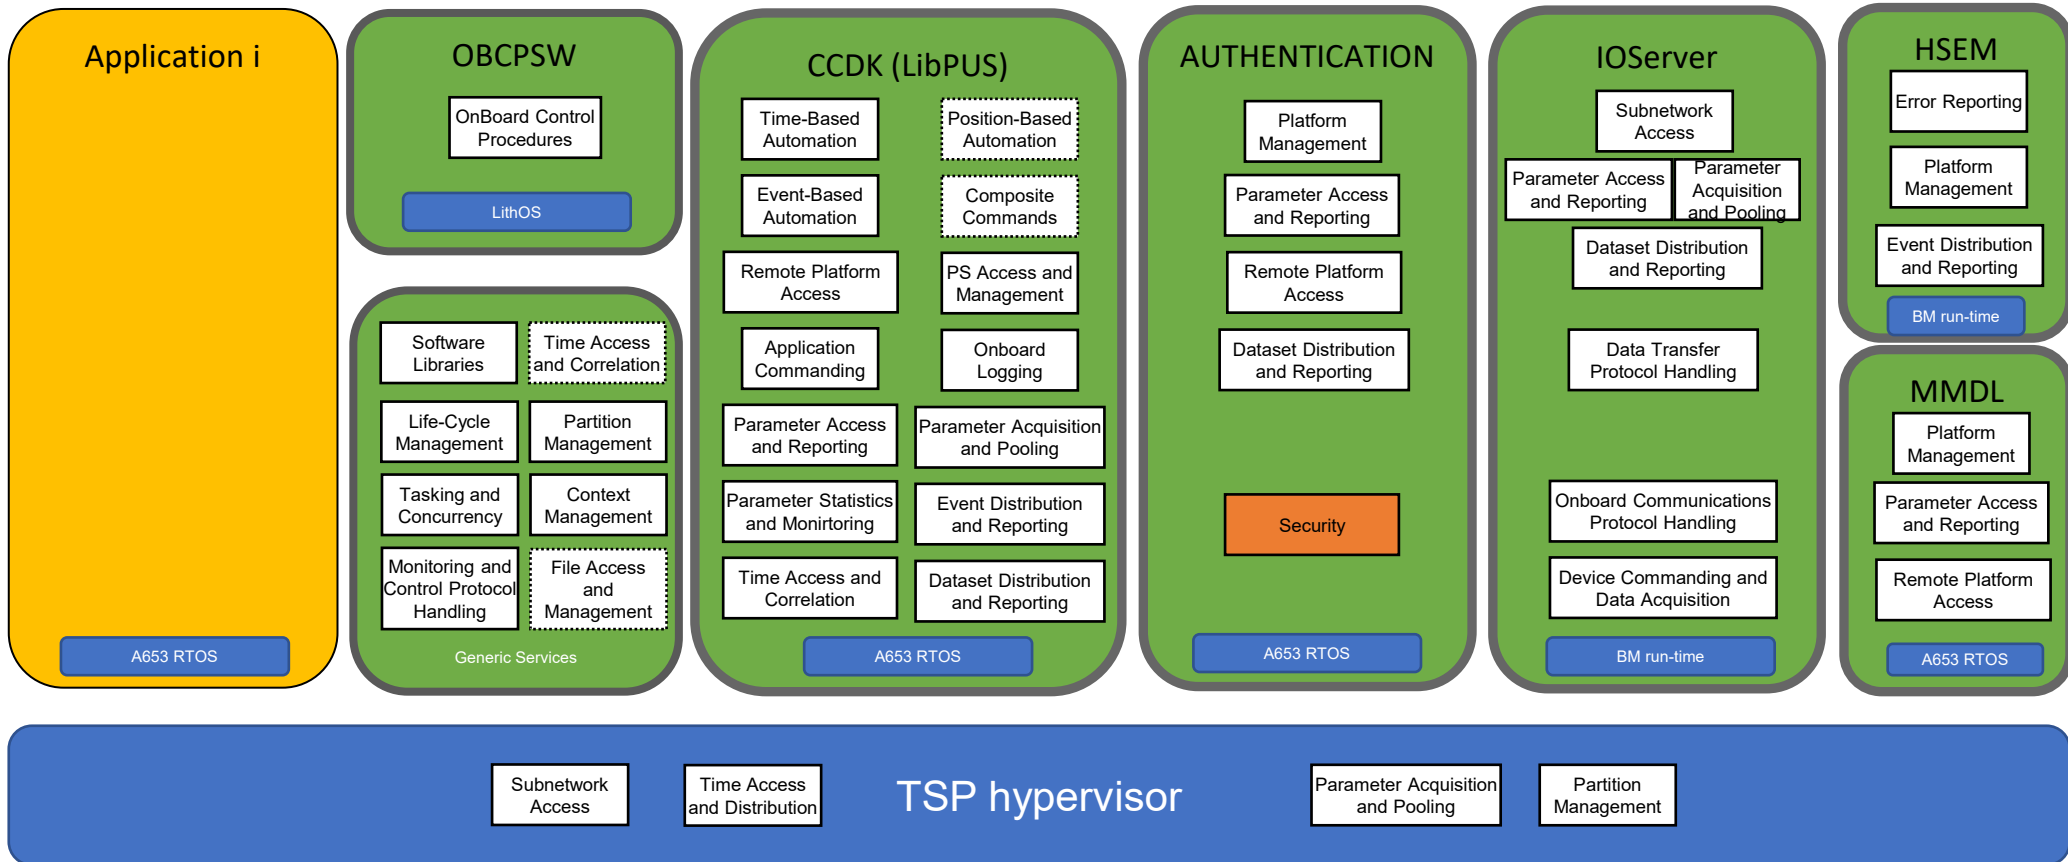 Application i
A653 RTOS
OBCPSW
OnBoard Control
Procedures
LithOS
Software
Libraries
Time Access
and Correlation
Life-Cycle
Management
Partition
Management
Tasking and
Concurrency
Context
Management
Monitoring and
Control Protocol
Handling
File Access
and
Management
Generic Services
CCDK (LibPUS)
Time-Based
Automation
Position-Based
Automation
Event-Based
Automation
Composite
Commands
Remote Platform
Access
PS Access and
Management
Application
Commanding
Onboard
Logging
Parameter Access
and Reporting
Parameter Acquisition
and Pooling
Parameter Statistics
and Monirtoring
Event Distribution
and Reporting
Time Access and
Correlation
Dataset Distribution
and Reporting
A653 RTOS
AUTHENTICATION
Platform
Management
Parameter Access
and Reporting
Remote Platform
Access
Dataset Distribution
and Reporting
Security
A653 RTOS
IOServer
Subnetwork
Access
Parameter Access
and Reporting
Parameter
Acquisition
and Pooling
Dataset Distribution
and Reporting
Data Transfer
Protocol Handling
Onboard Communications
Protocol Handling
Device Commanding and
Data Acquisition
BM run-time
HSEM
Error Reporting
Platform
Management
Event Distribution
and Reporting
BM run-time
MMDL
Platform
Management
Parameter Access
and Reporting
Remote Platform
Access
A653 RTOS
Subnetwork
Access
Time Access
and Distribution
TSP hypervisor
Parameter Acquisition
and Pooling
Partition
Management